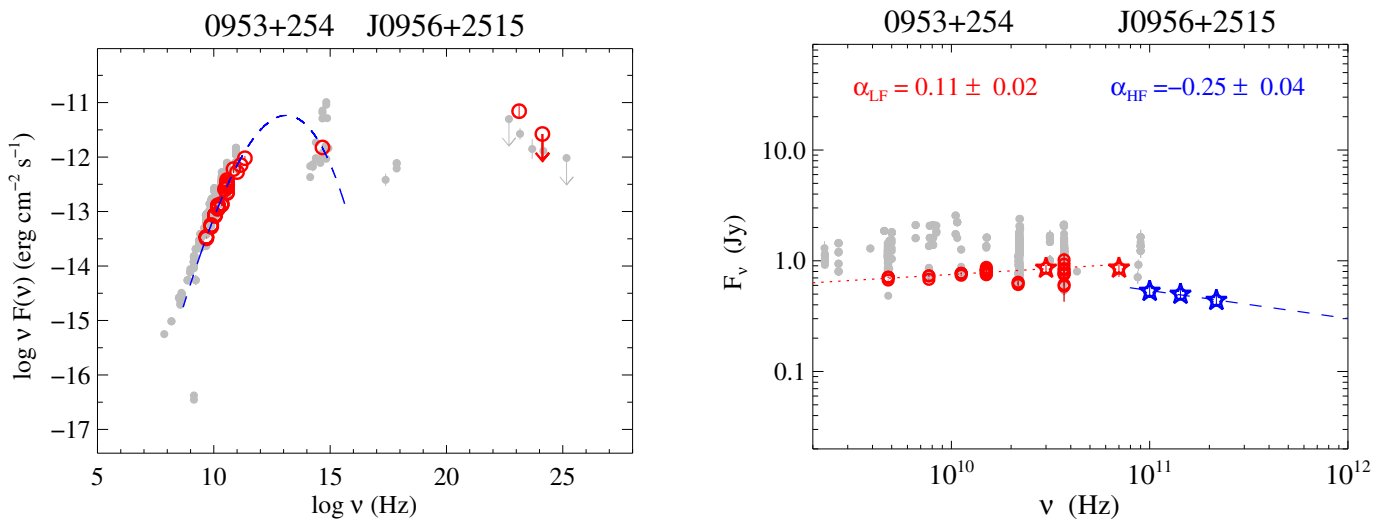 0953+254 J0956+2515
log ν F(ν) (erg cm⁻² s⁻¹)
−11
−12
−13
−14
−15
−16
−17
5 10 15 20 25
log ν (Hz)
0953+254 J0956+2515
α_LF = 0.11 ± 0.02 α_HF =−0.25 ± 0.04
F_ν (Jy)
10.0
1.0
0.1
10¹⁰ 10¹¹ 10¹²
ν (Hz)